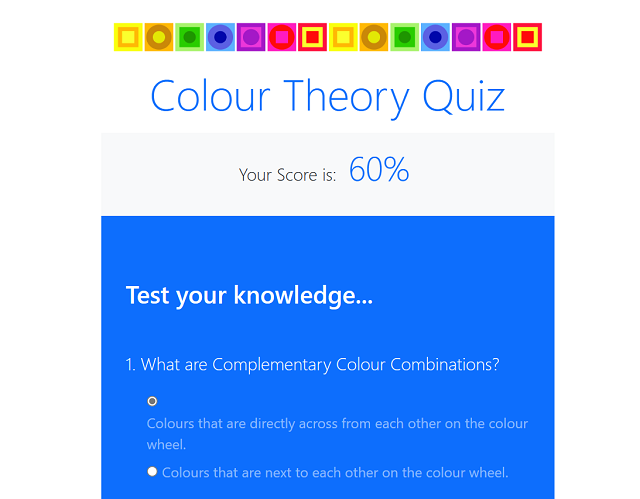 Colour Theory Quiz
Your Score is: 60%
Test your knowledge...
1. What are Complementary Colour Combinations?
Colours that are directly across from each other on the colour
wheel.
Colours that are next to each other on the colour wheel.